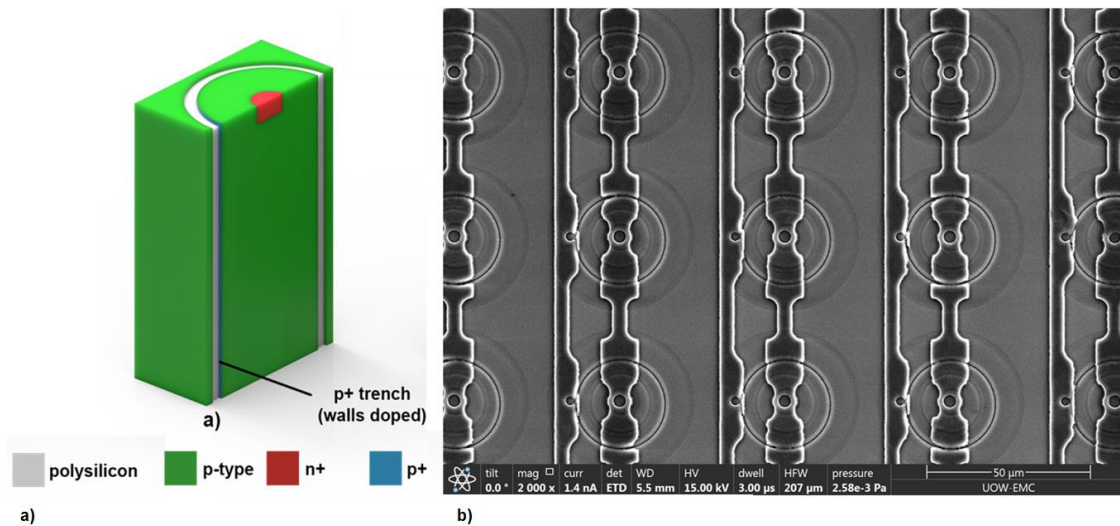 p+ trench
(walls doped)
a)
polysilicon
p-type
n+
p+
a)
tilt mag curr det WD HV dwell HFW pressure 50 µm
0.0 ° 2 000 x 1.4 nA ETD 5.5 mm 15.00 kV 3.00 µs 207 µm 2.58e-3 Pa UOW-EMC
b)